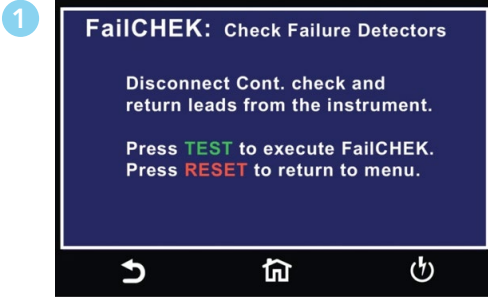 1
FailCHEK: Check Failure Detectors
Disconnect Cont. check and
return leads from the instrument.
Press TEST to execute FailCHEK.
Press RESET to return to menu.